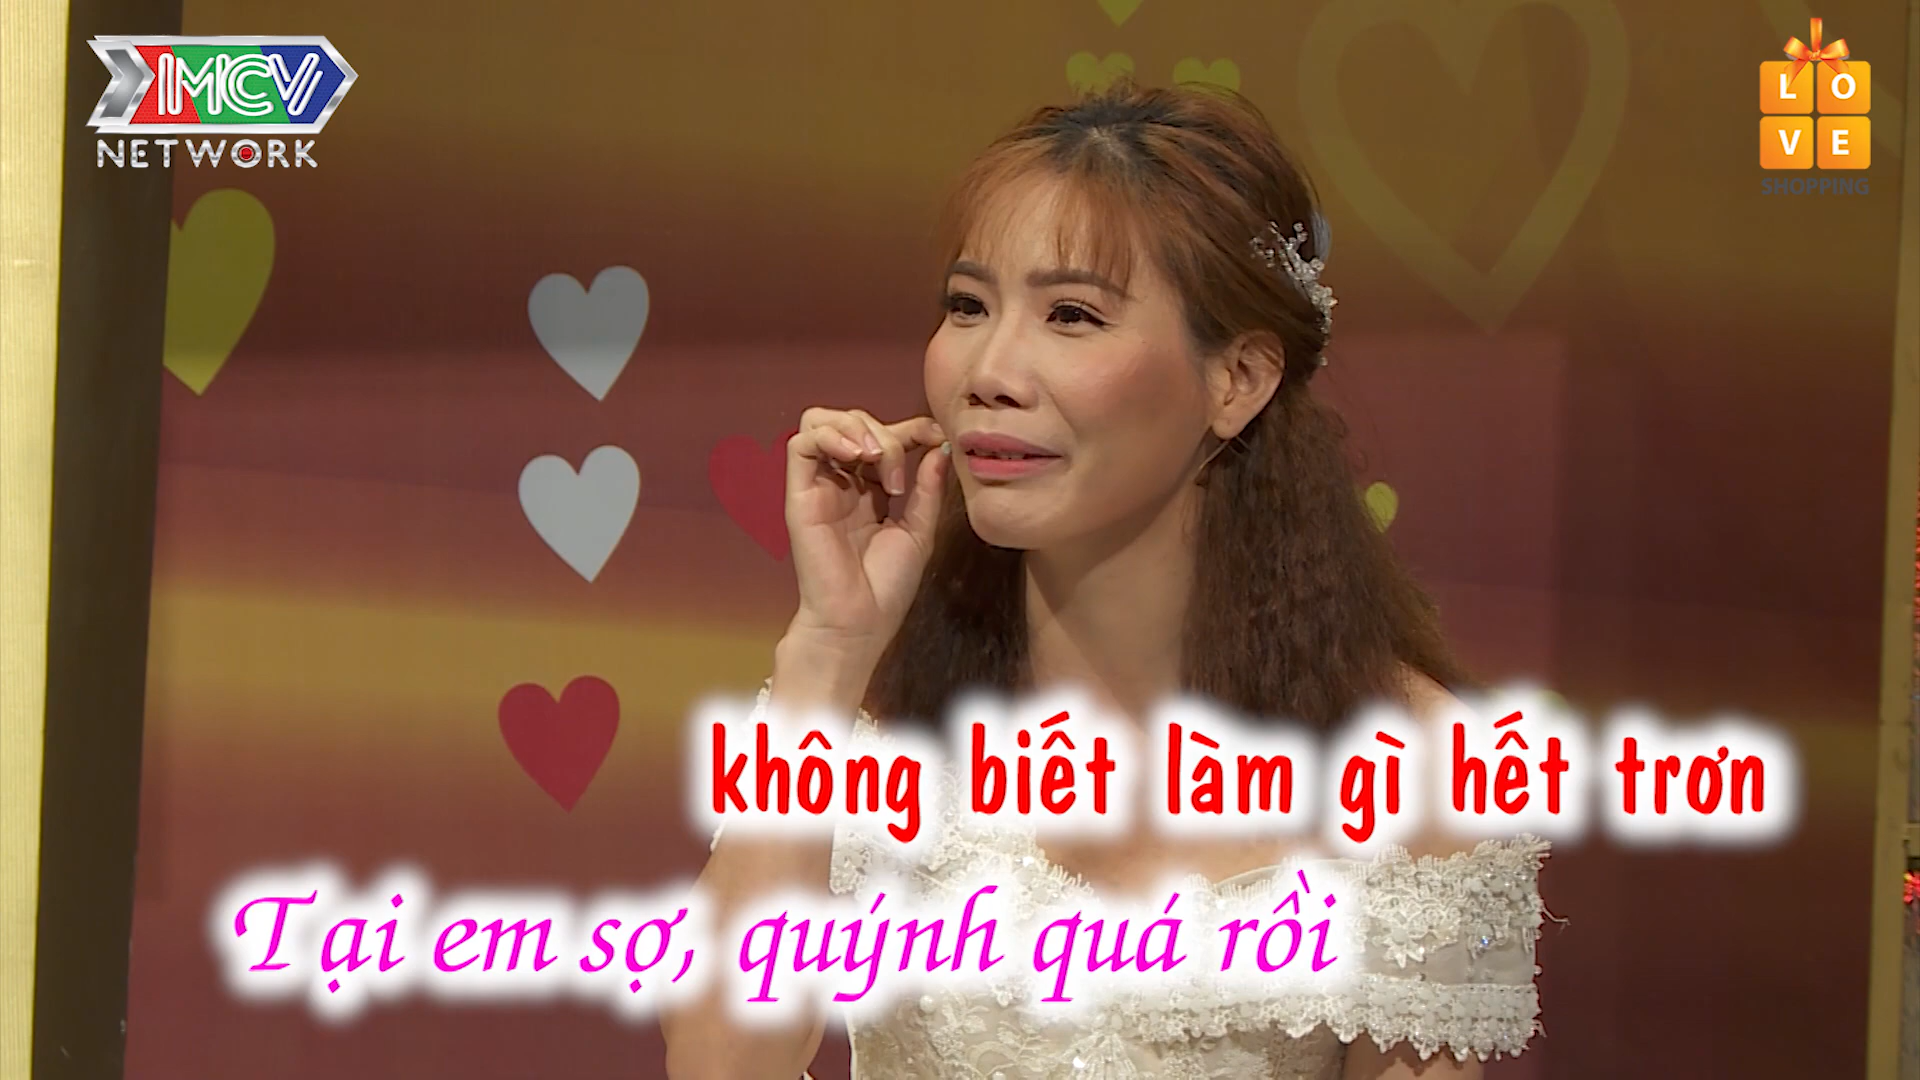 MCV
NETWORK
L O
V E
SHOPPING
không biết làm gì hết trơn
Tại em sợ, quýnh quá rồi